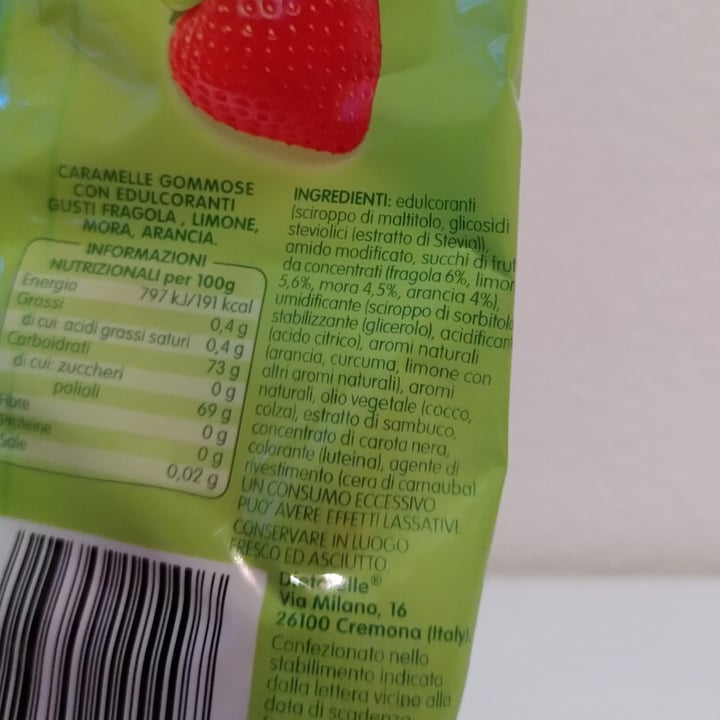 CARAMELLE GOMMOSE
CON EDULCORANTI
GUSTI FRAGOLA , LIMONE,
MORA, ARANCIA.
INFORMAZIONI
NUTRIZIONALI per 100g
Energia 797 kJ/191 kcal
Grassi 0,4 g
di cui: acidi grassi saturi 0,4 g
Carboidrati 73 g
di cui: zuccheri 0 g
polioli 69 g
Fibre 0 g
Proteine 0 g
Sale 0,02 g
INGREDIENTI: edulcoranti
(sciroppo di maltitolo, glicosidi
steviolici (estratto di Stevia)),
amido modificato, succhi di frut
da concentrati (fragola 6%, limon
5,6%, mora 4,5%, arancia 4%),
umidificante (sciroppo di sorbitolo
stabilizzante (glicerolo), acidifican
(acido citrico), aromi naturali
(arancia, curcuma, limone con
altri aromi naturali), aromi
naturali, olio vegetale (cocco,
colza), estratto di sambuco,
concentrato di carota nera,
colorante (luteina), agente di
rivestimento (cera di carnauba)
UN CONSUMO ECCESSIVO
PUO' AVERE EFFETTI LASSATIVI.
CONSERVARE IN LUOGO
FRESCO ED ASCIUTTO.
Dietorelle®
Via Milano, 16
26100 Cremona (Italy).
Confezionato nello
stabilimento indicato
dalla lettera vicino alla
data di scadenza: